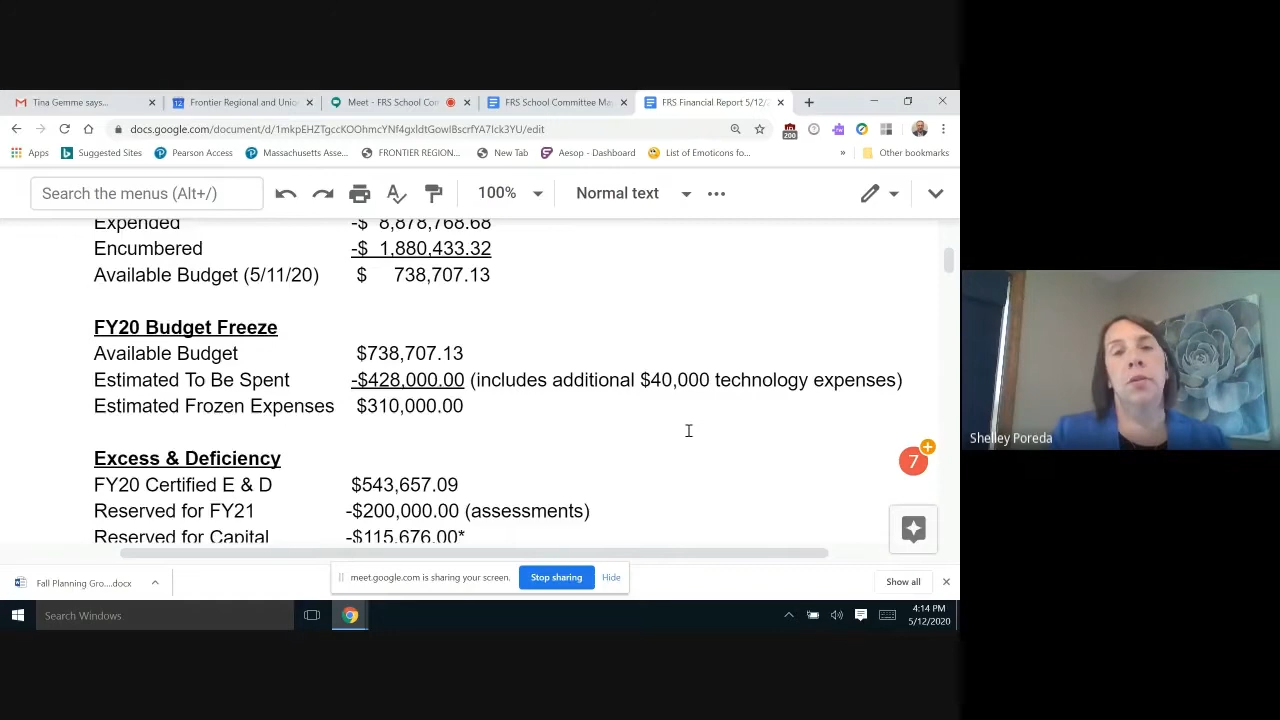 Tina Gemme says...
Frontier Regional and Unio
Meet - FRS School Con
FRS School Committee Ma
FRS Financial Report 5/12/
docs.google.com/document/d/1mkpEHZTgccKOOhmcYNf4gxldtGowIBscrfYA7lck3YU/edit
200
Apps
Suggested Sites
Pearson Access
Massachusetts Asse...
FRONTIER REGION...
New Tab
Aesop - Dashboard
List of Emoticons fo...
»
Other bookmarks
Search the menus (Alt+/)
100%
Normal text
Expended -$ 8,878,768.68
Encumbered -$ 1,880,433.32
Available Budget (5/11/20) $ 738,707.13
FY20 Budget Freeze
Available Budget $738,707.13
Estimated To Be Spent -$428,000.00 (includes additional $40,000 technology expenses)
Estimated Frozen Expenses $310,000.00
Excess & Deficiency
FY20 Certified E & D $543,657.09
Reserved for FY21 -$200,000.00 (assessments)
Reserved for Capital -$115,676.00*
7
Shelley Poreda
Fall Planning Gro....docx
meet.google.com is sharing your screen.
Stop sharing
Hide
Show all
Search Windows
4:14 PM
5/12/2020